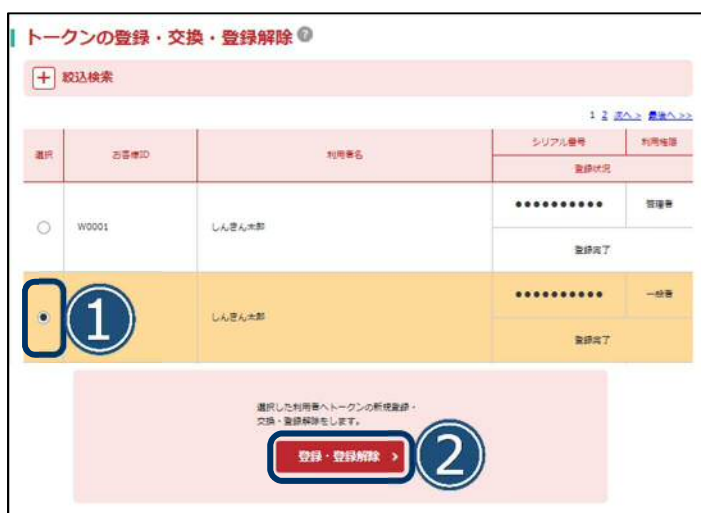 トークンの登録・交換・登録解除 ?
+ 絞込検索
1 2 次へ> 最後へ>>
選択 お客様ID 利用者名 シリアル番号 利用権限
登録状況
●●●●●●●●●● 管理者
W0001 しんきん太郎
登録完了
●●●●●●●●●● 一般者
1 しんきん太郎
登録完了
選択した利用者へトークンの新規登録・
交換・登録解除をします。
登録・登録解除 > 2